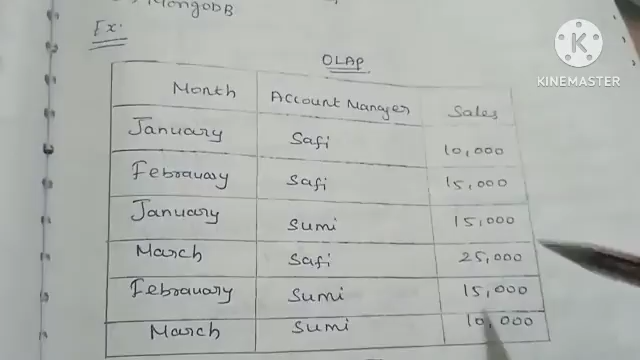 MongoDB
Ex:
OLAP
Month Account Manager Sales
January Safi 10,000
Febrauary Safi 15,000
January Sumi 15,000
March Safi 25,000
Febrauary Sumi 15,000
March Sumi 10,000
K
KINEMASTER